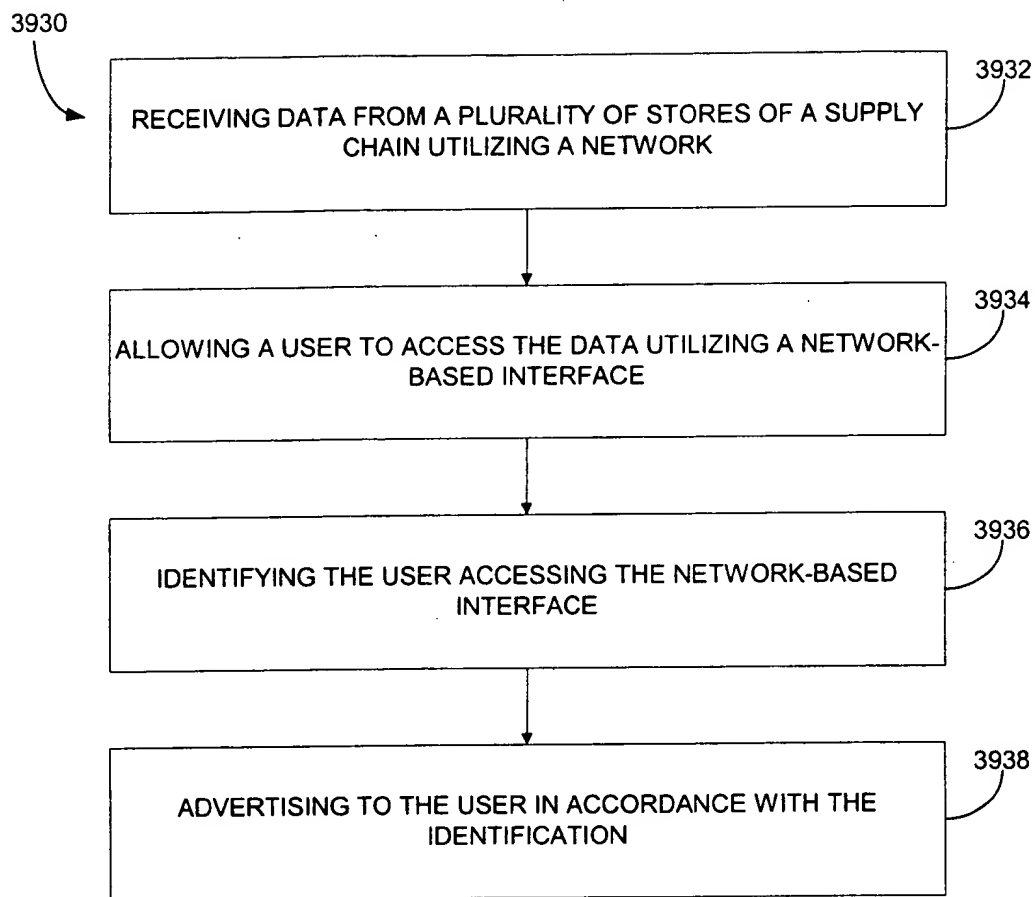 3930
3932
RECEIVING DATA FROM A PLURALITY OF STORES OF A SUPPLY
CHAIN UTILIZING A NETWORK
3934
ALLOWING A USER TO ACCESS THE DATA UTILIZING A NETWORK-
BASED INTERFACE
3936
IDENTIFYING THE USER ACCESSING THE NETWORK-BASED
INTERFACE
3938
ADVERTISING TO THE USER IN ACCORDANCE WITH THE
IDENTIFICATION